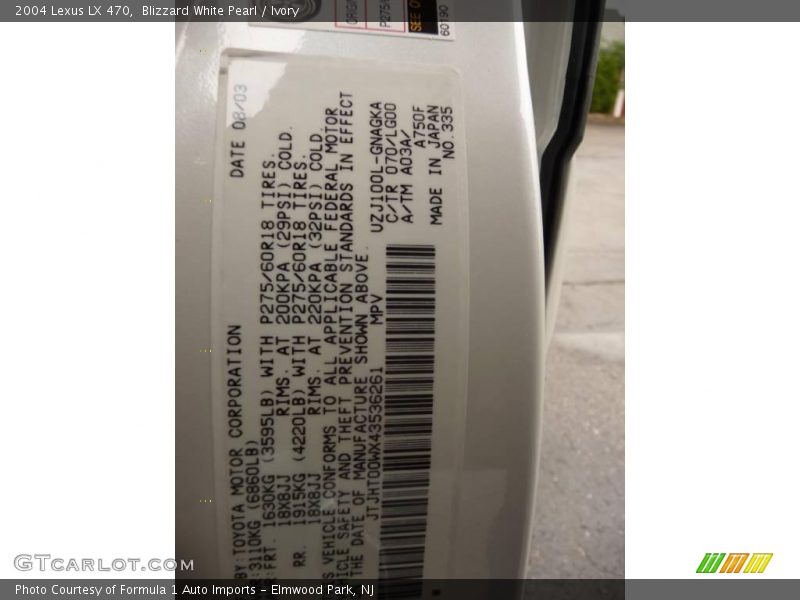 2004 Lexus LX 470,  Blizzard White Pearl / Ivory
P275
SEE O
60190
DATE 08/03
BY:TOYOTA MOTOR CORPORATION
:3110KG (6860LB)
:FRT. 1630KG (3595LB) WITH P275/60R18 TIRES.
18X8JJ RIMS. AT 200KPA (29PSI) COLD.
RR. 1915KG (4220LB) WITH P275/60R18 TIRES.
18X8JJ RIMS. AT 220KPA (32PSI) COLD.
S VEHICLE CONFORMS TO ALL APPLICABLE FEDERAL MOTOR
ICLE SAFETY AND THEFT PREVENTION STANDARDS IN EFFECT
THE DATE OF MANUFACTURE SHOWN ABOVE.
JTJHT00WX43536261 MPV
UZJ100L-GNAGKA
C/TR 070/LG00
A/TM A03A/
A750F
MADE IN JAPAN
NO.335
GTCarLot.com
Photo Courtesy of Formula 1 Auto Imports - Elmwood Park, NJ